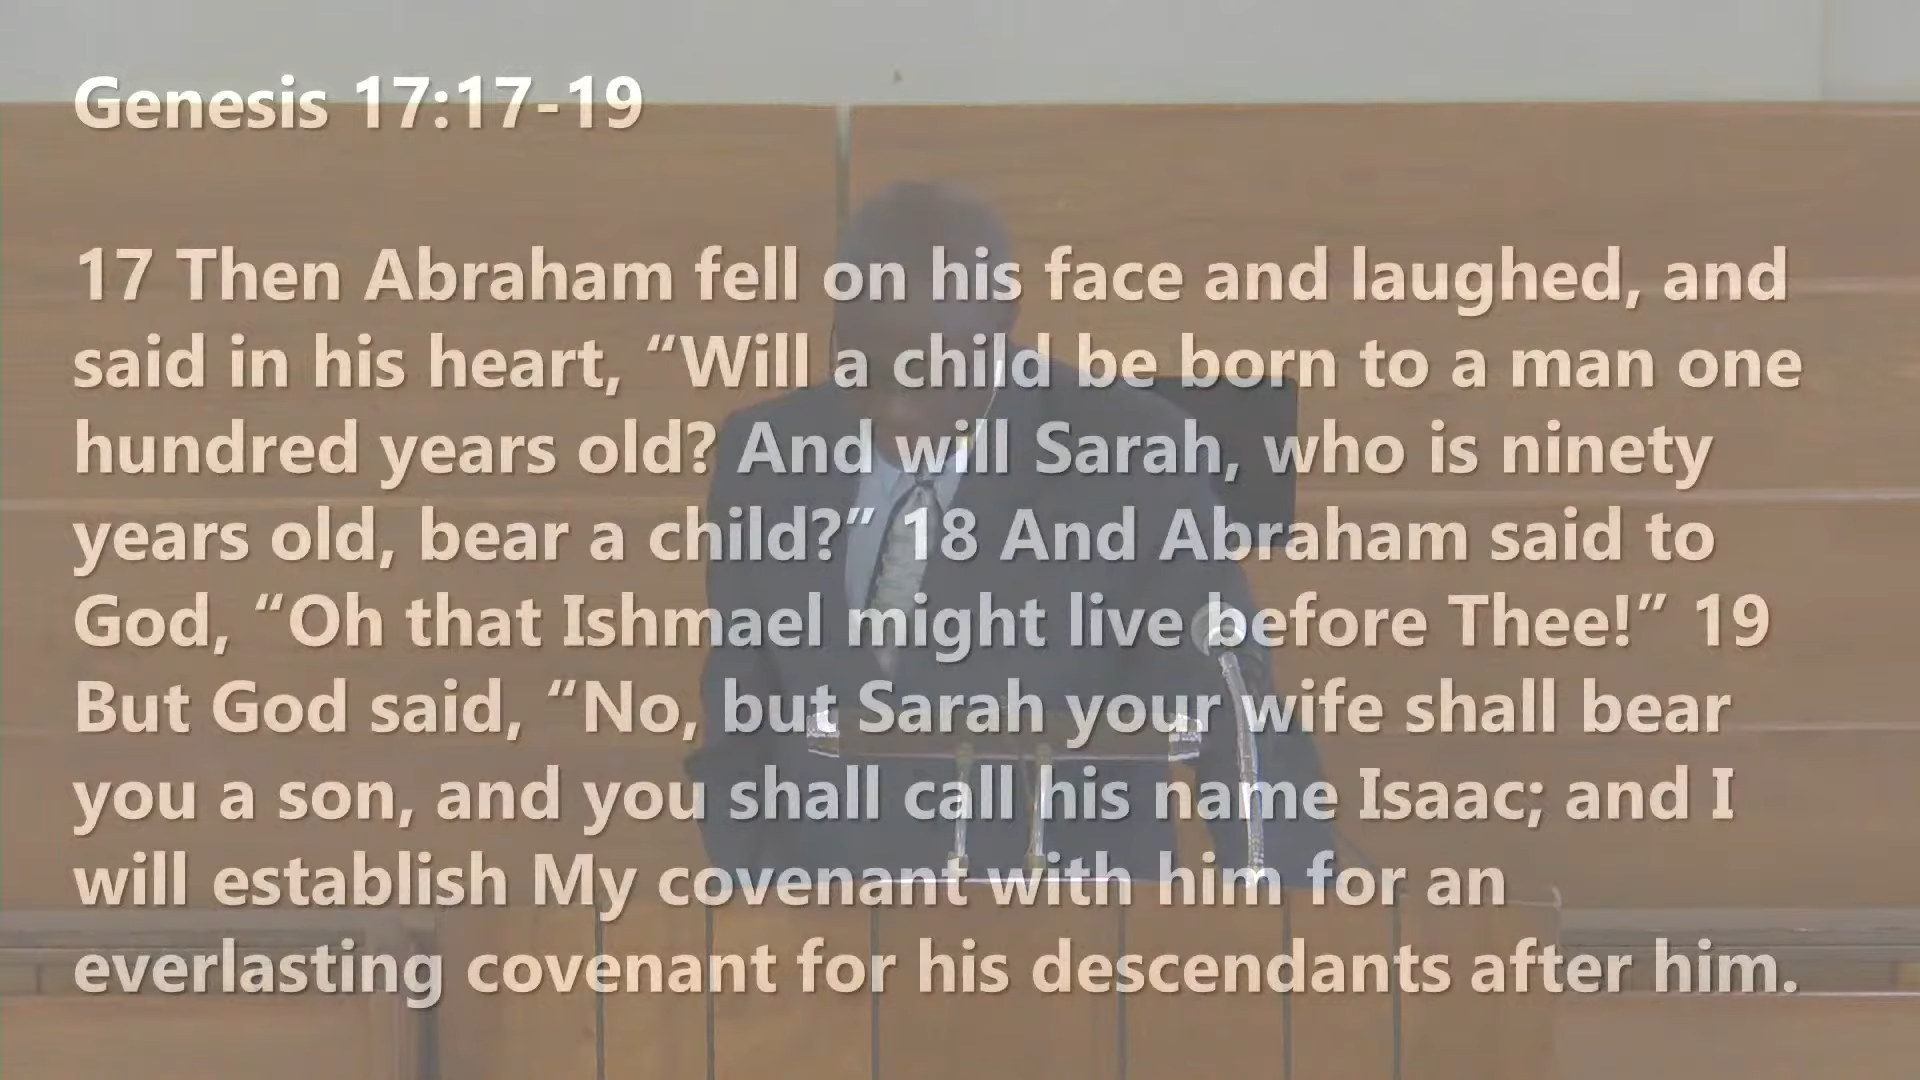 Genesis 17:17-19
17 Then Abraham fell on his face and laughed, and
said in his heart, “Will a child be born to a man one
hundred years old? And will Sarah, who is ninety
years old, bear a child?” 18 And Abraham said to
God, “Oh that Ishmael might live before Thee!” 19
But God said, “No, but Sarah your wife shall bear
you a son, and you shall call his name Isaac; and I
will establish My covenant with him for an
everlasting covenant for his descendants after him.